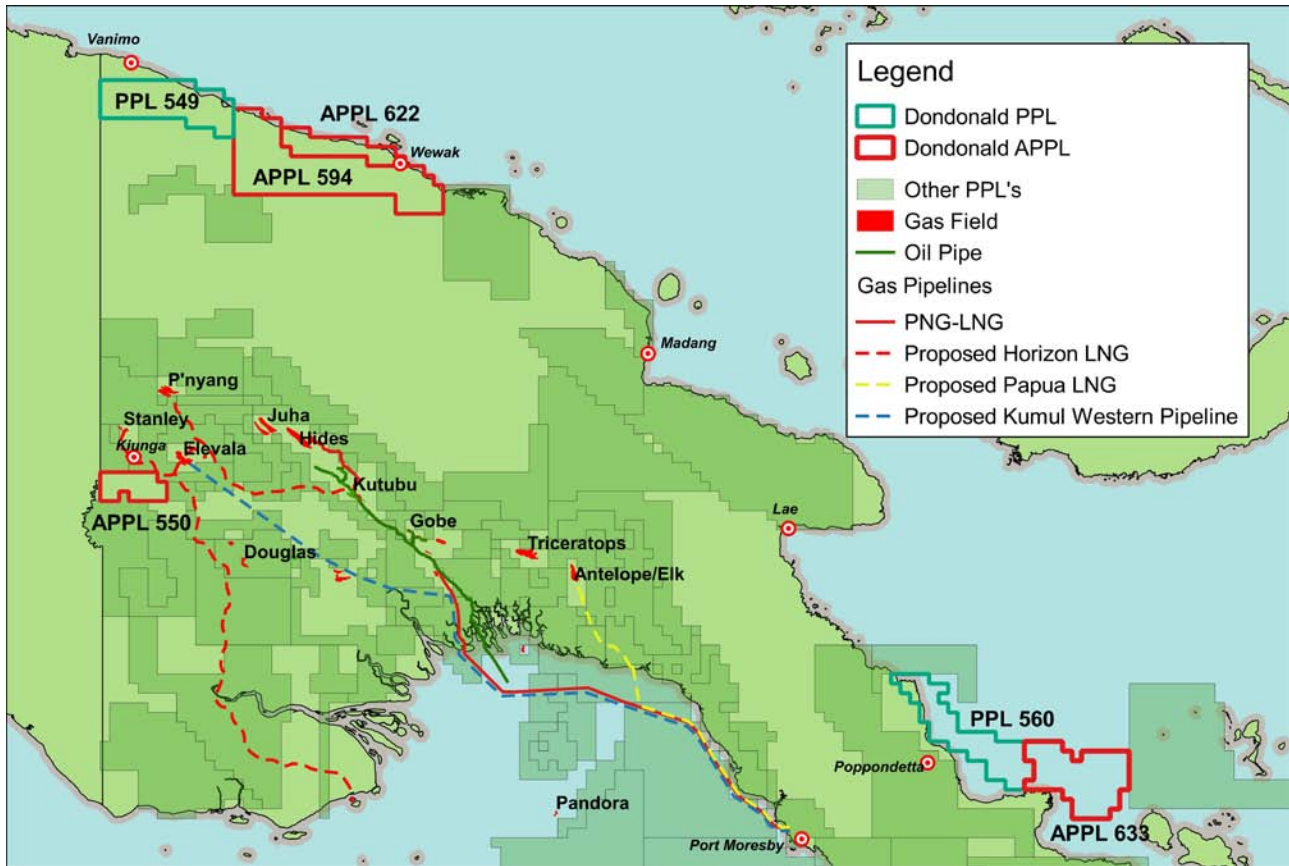 Vanimo
PPL 549
APPL 622
Wewak
APPL 594
Legend
Dondonald PPL
Dondonald APPL
Other PPL's
Gas Field
Oil Pipe
Gas Pipelines
PNG-LNG
Proposed Horizon LNG
Proposed Papua LNG
Proposed Kumul Western Pipeline
Madang
P'nyang
Stanley
Juha
Kiunga
Hides
Elevala
Kutubu
APPL 550
Gobe
Lae
Douglas
Triceratops
Antelope/Elk
PPL 560
Poppondetta
Pandora
Port Moresby
APPL 633